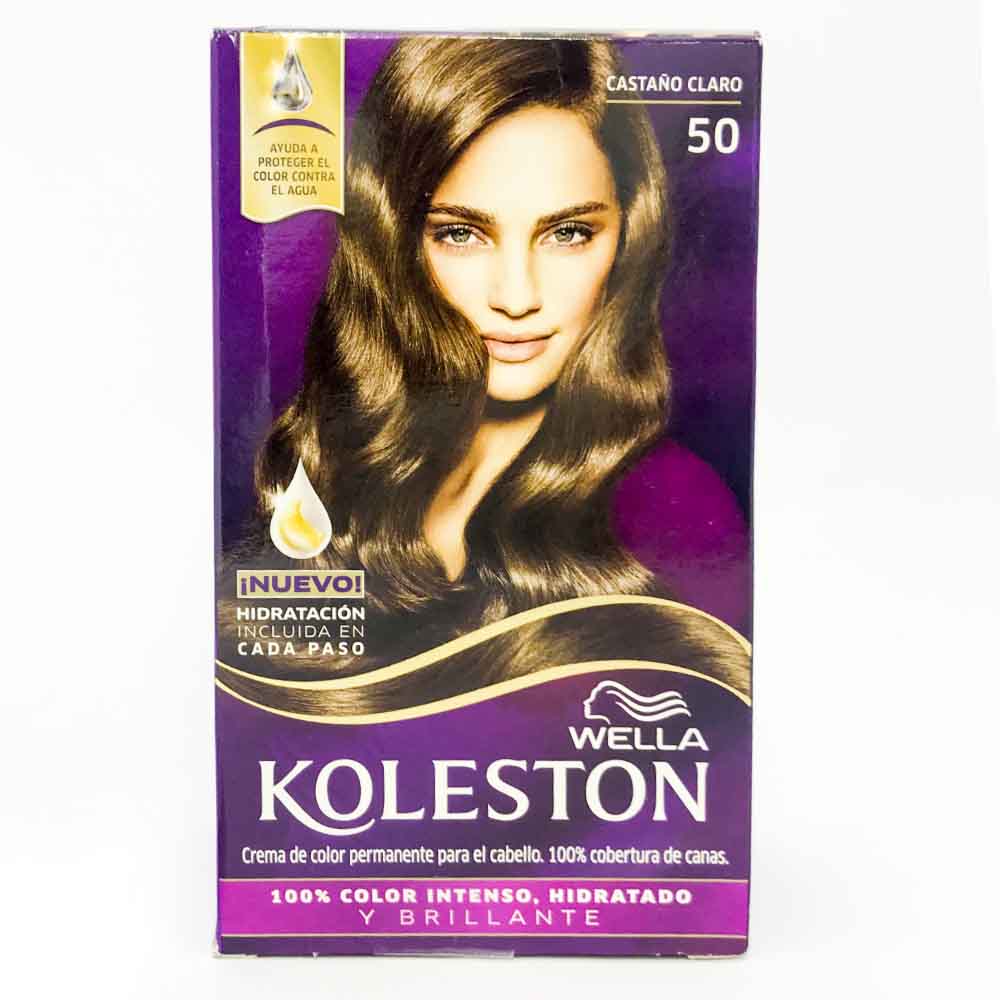 AYUDA A
PROTEGER EL
COLOR CONTRA
EL AGUA
CASTAÑO CLARO
50
¡NUEVO!
HIDRATACIÓN
INCLUIDA EN
CADA PASO
WELLA
KOLESTON
Crema de color permanente para el cabello. 100% cobertura de canas.
100% COLOR INTENSO, HIDRATADO
Y BRILLANTE